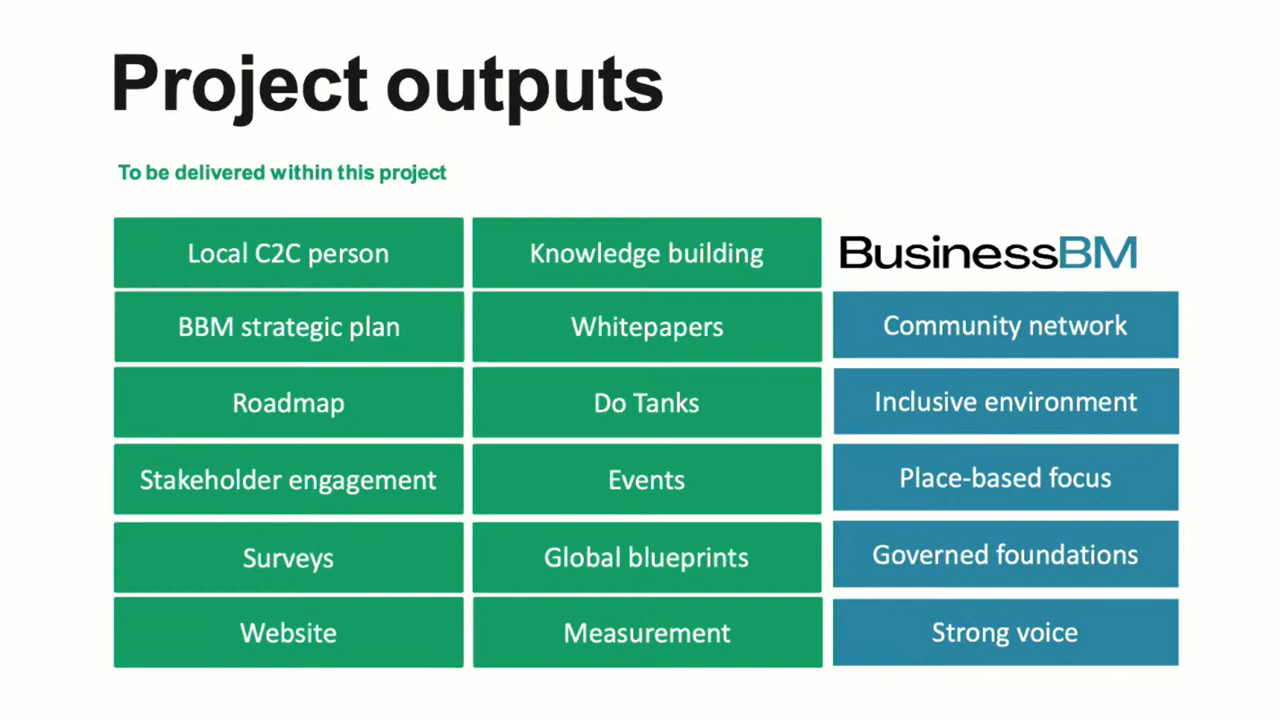 Project outputs
To be delivered within this project
Local C2C person
Knowledge building
BusinessBM
BBM strategic plan
Whitepapers
Community network
Roadmap
Do Tanks
Inclusive environment
Stakeholder engagement
Events
Place-based focus
Surveys
Global blueprints
Governed foundations
Website
Measurement
Strong voice